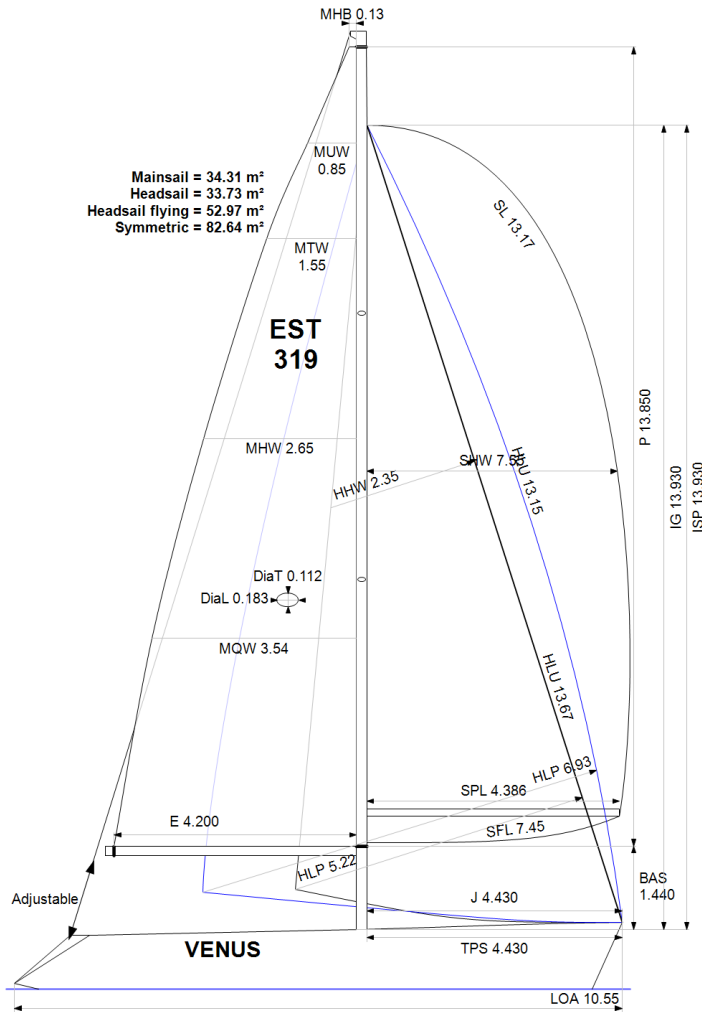 MHB 0.13
MUW
0.85
Mainsail = 34.31 m²
Headsail = 33.73 m²
Headsail flying = 52.97 m²
Symmetric = 82.64 m²
SL 13.17
MTW
1.55
EST
319
P 13.850
IG 13.930
ISP 13.930
MHW 2.65
SHW 7.55
HLU 13.15
HHW 2.35
DiaT 0.112
DiaL 0.183
MQW 3.54
HLU 13.67
HLP 6.93
SPL 4.386
E 4.200
SFL 7.45
HLP 5.22
BAS
1.440
Adjustable
J 4.430
VENUS
TPS 4.430
LOA 10.55